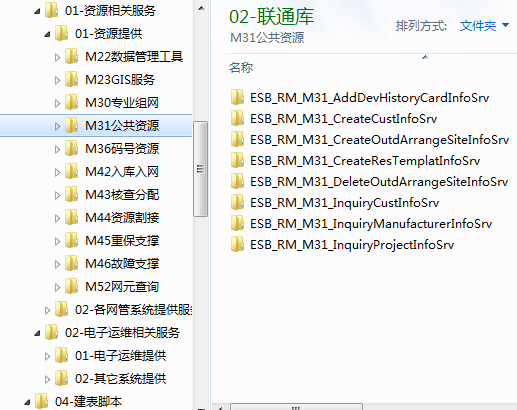 01-资源相关服务
01-资源提供
M22数据管理工具
M23GIS服务
M30专业组网
M31公共资源
M36码号资源
M42入库入网
M43核查分配
M44资源割接
M45重保支撑
M46故障支撑
M52网元查询
02-各网管系统提供服
02-电子运维相关服务
01-电子运维提供
02-其它系统提供
04-建表脚本
02-联通库
M31公共资源
排列方式: 文件夹
名称
ESB_RM_M31_AddDevHistoryCardInfoSrv
ESB_RM_M31_CreateCustInfoSrv
ESB_RM_M31_CreateOutdArrangeSiteInfoSrv
ESB_RM_M31_CreateResTemplatInfoSrv
ESB_RM_M31_DeleteOutdArrangeSiteInfoSrv
ESB_RM_M31_InquiryCustInfoSrv
ESB_RM_M31_InquiryManufacturerInfoSrv
ESB_RM_M31_InquiryProjectInfoSrv